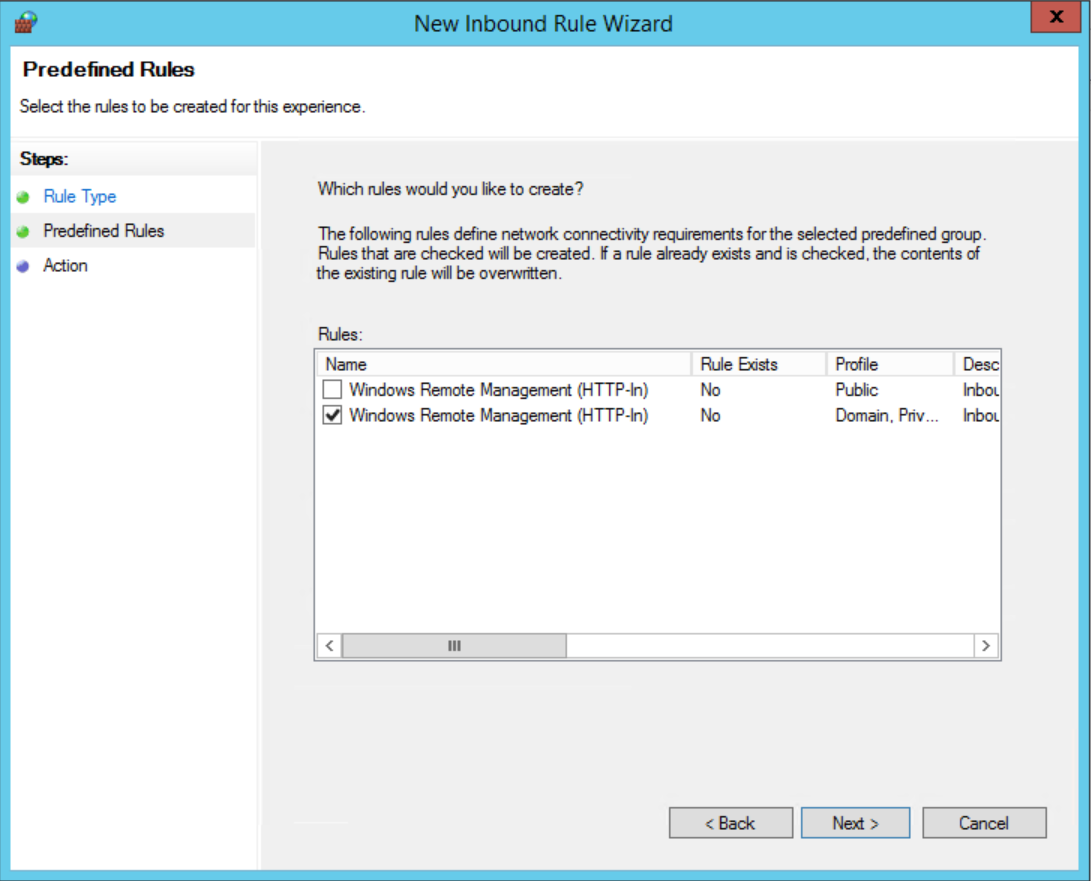 New Inbound Rule Wizard
x
Predefined Rules
Select the rules to be created for this experience.
Steps:
Rule Type
Predefined Rules
Action
Which rules would you like to create?
The following rules define network connectivity requirements for the selected predefined group.
Rules that are checked will be created. If a rule already exists and is checked, the contents of
the existing rule will be overwritten.
Rules:
Name Rule Exists Profile Desc
Windows Remote Management (HTTP-In) No Public Inbou
Windows Remote Management (HTTP-In) No Domain, Priv... Inbou
< Back Next > Cancel